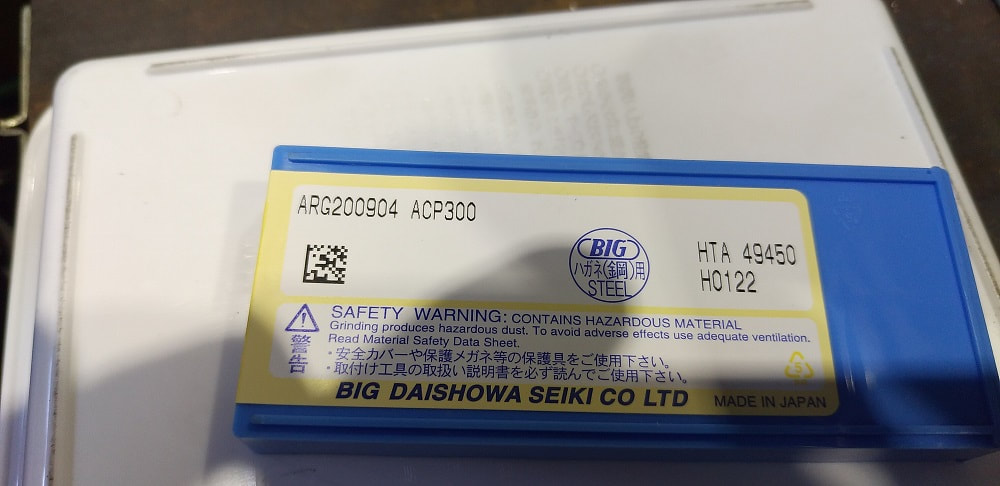 ARG200904 ACP300
BIG
ハガネ(鋼)用
STEEL
HTA 49450
H0122
SAFETY WARNING: CONTAINS HAZARDOUS MATERIAL
Grinding produces hazardous dust. To avoid adverse effects use adequate ventilation.
Read Material Safety Data Sheet.
警告
・安全カバーや保護メガネ等の保護具をご使用下さい。
・取付け工具の取扱い説明書を必ず読んでご使用下さい。
5
BIG DAISHOWA SEIKI CO LTD
MADE IN JAPAN